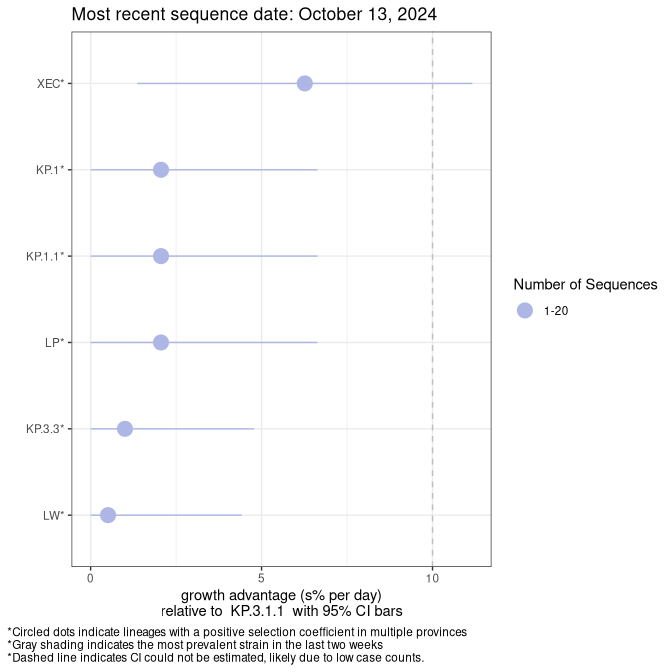 Most recent sequence date: October 13, 2024
XEC*
KP.1*
KP.1.1*
LP*
KP.3.3*
LW*
0 5 10
growth advantage (s% per day)
relative to KP.3.1.1 with 95% CI bars
Number of Sequences
1-20
*Circled dots indicate lineages with a positive selection coefficient in multiple provinces
*Gray shading indicates the most prevalent strain in the last two weeks
*Dashed line indicates CI could not be estimated, likely due to low case counts.